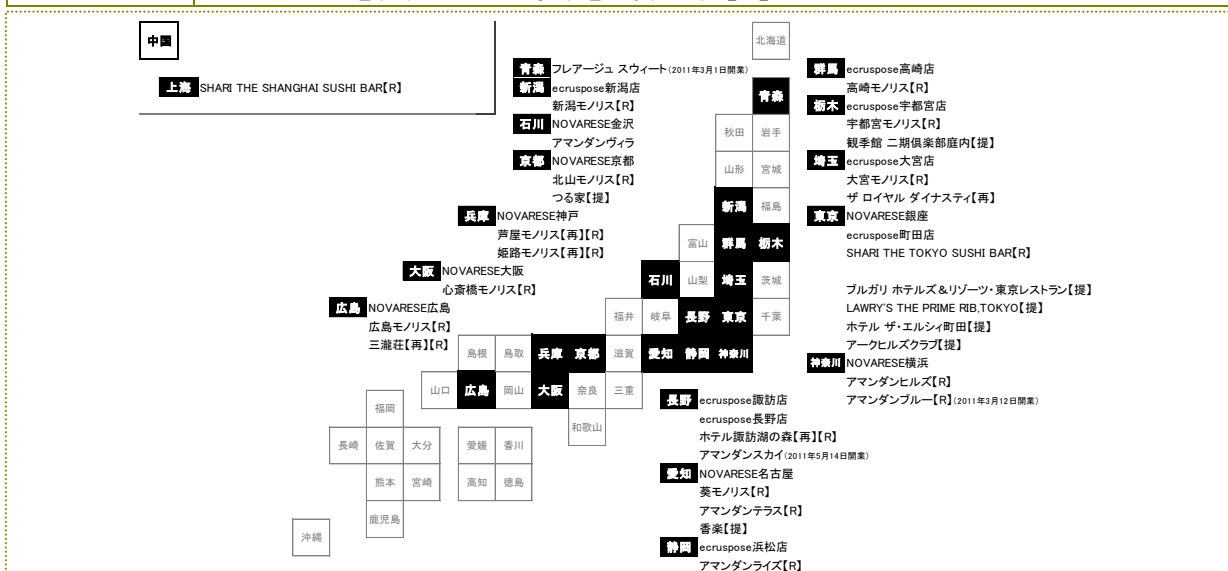 中国
上海 SHARI THE SHANGHAI SUSHI BAR【R】
青森 フレアージュ スウィート(2011年3月1日開業)
新潟 ecruspose新潟店
新潟モノリス【R】
石川 NOVARESE金沢
アマンダンヴィラ
京都 NOVARESE京都
北山モノリス【R】
つる家【提】
兵庫 NOVARESE神戸
芦屋モノリス【再】【R】
姫路モノリス【再】【R】
大阪 NOVARESE大阪
心斎橋モノリス【R】
広島 NOVARESE広島
広島モノリス【R】
三瀧荘【再】【R】
群馬 ecruspose高崎店
高崎モノリス【R】
栃木 ecruspose宇都宮店
宇都宮モノリス【R】
観季館 二期倶楽部庭内【提】
埼玉 ecruspose大宮店
大宮モノリス【R】
ザ ロイヤル ダイナスティ【再】
東京 NOVARESE銀座
ecruspose町田店
SHARI THE TOKYO SUSHI BAR【R】
ブルガリ ホテルズ&リゾーツ・東京レストラン【提】
LAWRY'S THE PRIME RIB,TOKYO【提】
ホテル ザ・エルシィ町田【提】
アークヒルズクラブ【提】
神奈川 NOVARESE横浜
アマンダンヒルズ【R】
アマンダンブルー【R】(2011年3月12日開業)
長野 ecruspose諏訪店
ecruspose長野店
ホテル諏訪湖の森【再】【R】
アマンダンスカイ(2011年5月14日開業)
愛知 NOVARESE名古屋
葵モノリス【R】
アマンダンテラス【R】
香楽【提】
静岡 ecruspose浜松店
アマンダンライズ【R】
北海道
青森
秋田 岩手
山形 宮城
新潟 福島
富山 群馬 栃木
石川 山梨 埼玉 茨城
福井 岐阜 長野 東京 千葉
島根 鳥取 兵庫 京都 滋賀 愛知 静岡 神奈川
山口 広島 岡山 大阪 奈良 三重
福岡 和歌山
長崎 佐賀 大分 愛媛 香川
熊本 宮崎 高知 徳島
鹿児島
沖縄